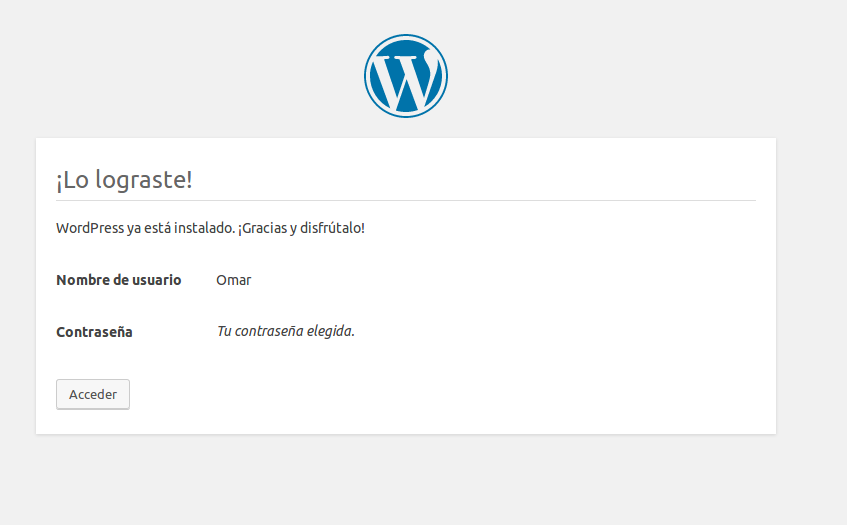 ¡Lo lograste!
WordPress ya está instalado. ¡Gracias y disfrútalo!
Nombre de usuario Omar
Contraseña Tu contraseña elegida.
Acceder